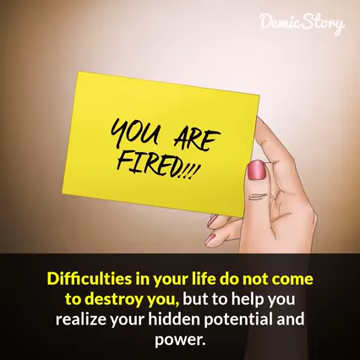 DemicStory
YOU ARE
FIRED!!!
Difficulties in your life do not come
to destroy you, but to help you
realize your hidden potential and
power.